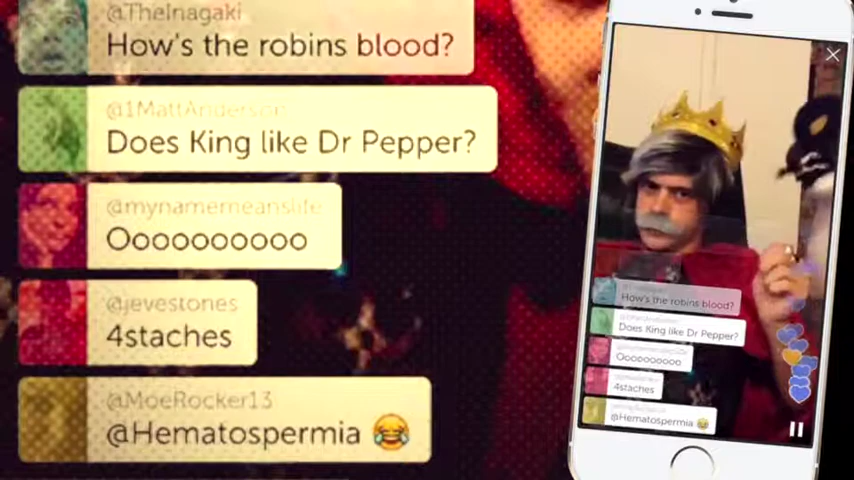 @TheInagaki
How's the robins blood?
@1MattAnderson
Does King like Dr Pepper?
@mynamemeanslife
Ooooooooooo
@jevestones
4staches
@MoeRocker13
@Hematospermia 😂
How's the robins blood?
Does King like Dr Pepper?
Ooooooooooo
4staches
@Hematospermia 😂